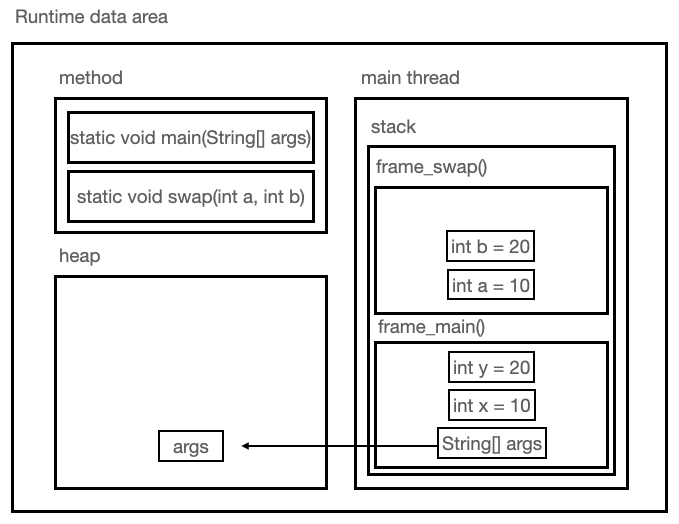 Runtime data area
method
static void main(String[] args)
static void swap(int a, int b)
heap
args
main thread
stack
frame_swap()
int b = 20
int a = 10
frame_main()
int y = 20
int x = 10
String[] args